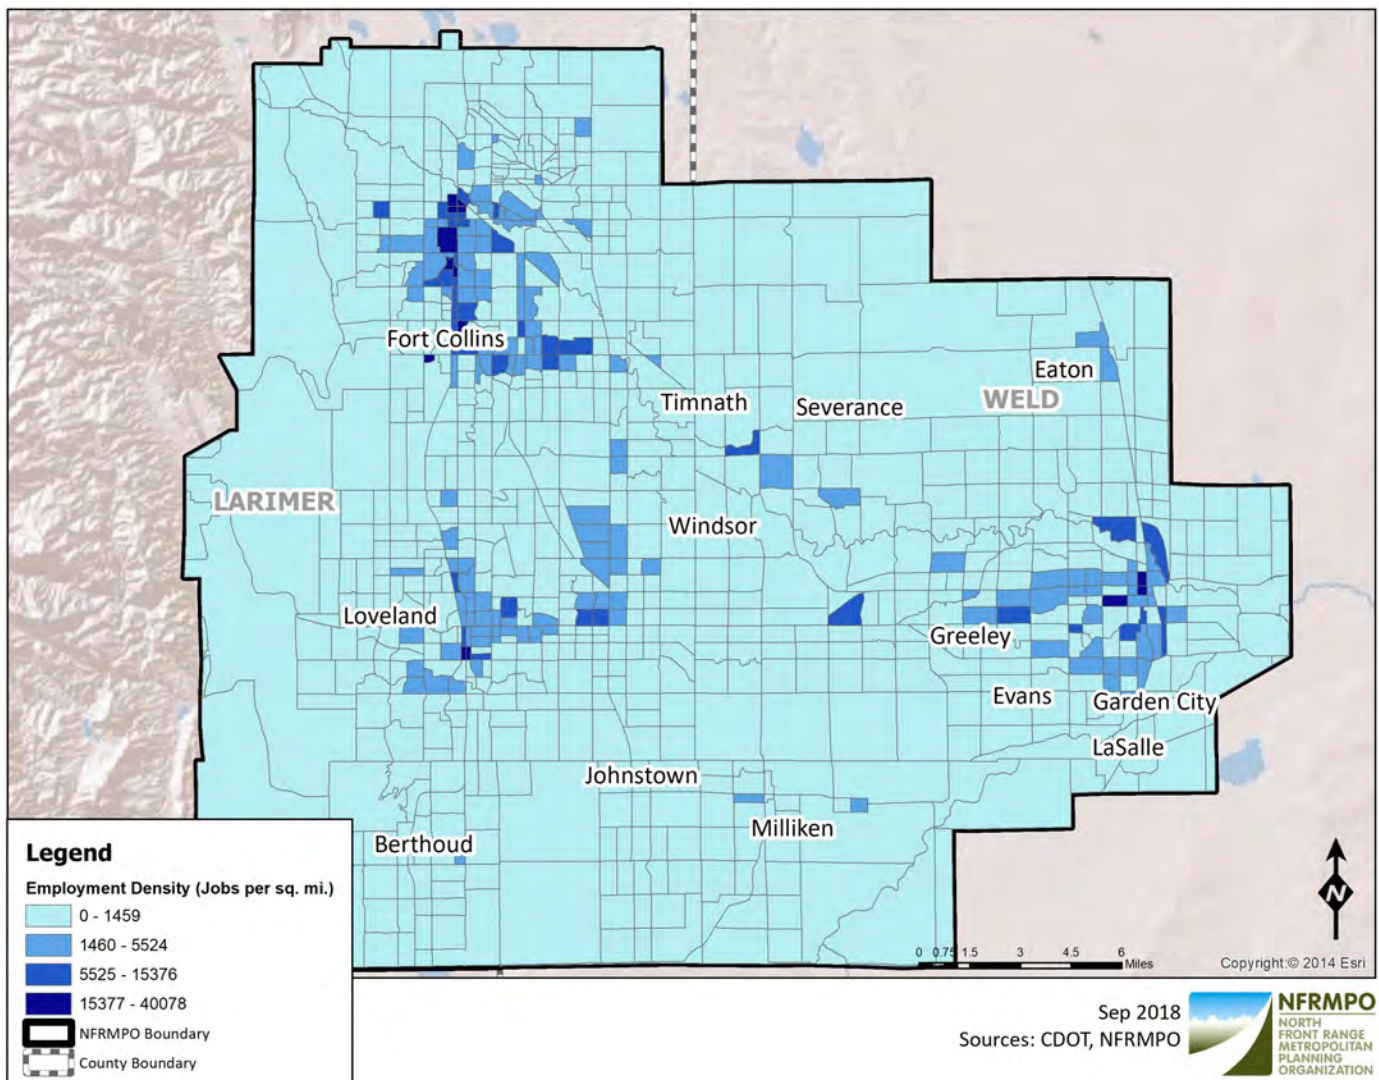 Fort Collins
Eaton
WELD
Timnath
Severance
LARIMER
Windsor
Loveland
Greeley
Evans
Garden City
LaSalle
Johnstown
Milliken
Berthoud
Legend
Employment Density (Jobs per sq. mi.)
0 - 1459
1460 - 5524
5525 - 15376
15377 - 40078
NFRMPO Boundary
County Boundary
N
0 0.75 1.5 3 4.5 6
Miles
Copyright:© 2014 Esri
Sep 2018
Sources: CDOT, NFRMPO
NFRMPO
NORTH
FRONT RANGE
METROPOLITAN
PLANNING
ORGANIZATION